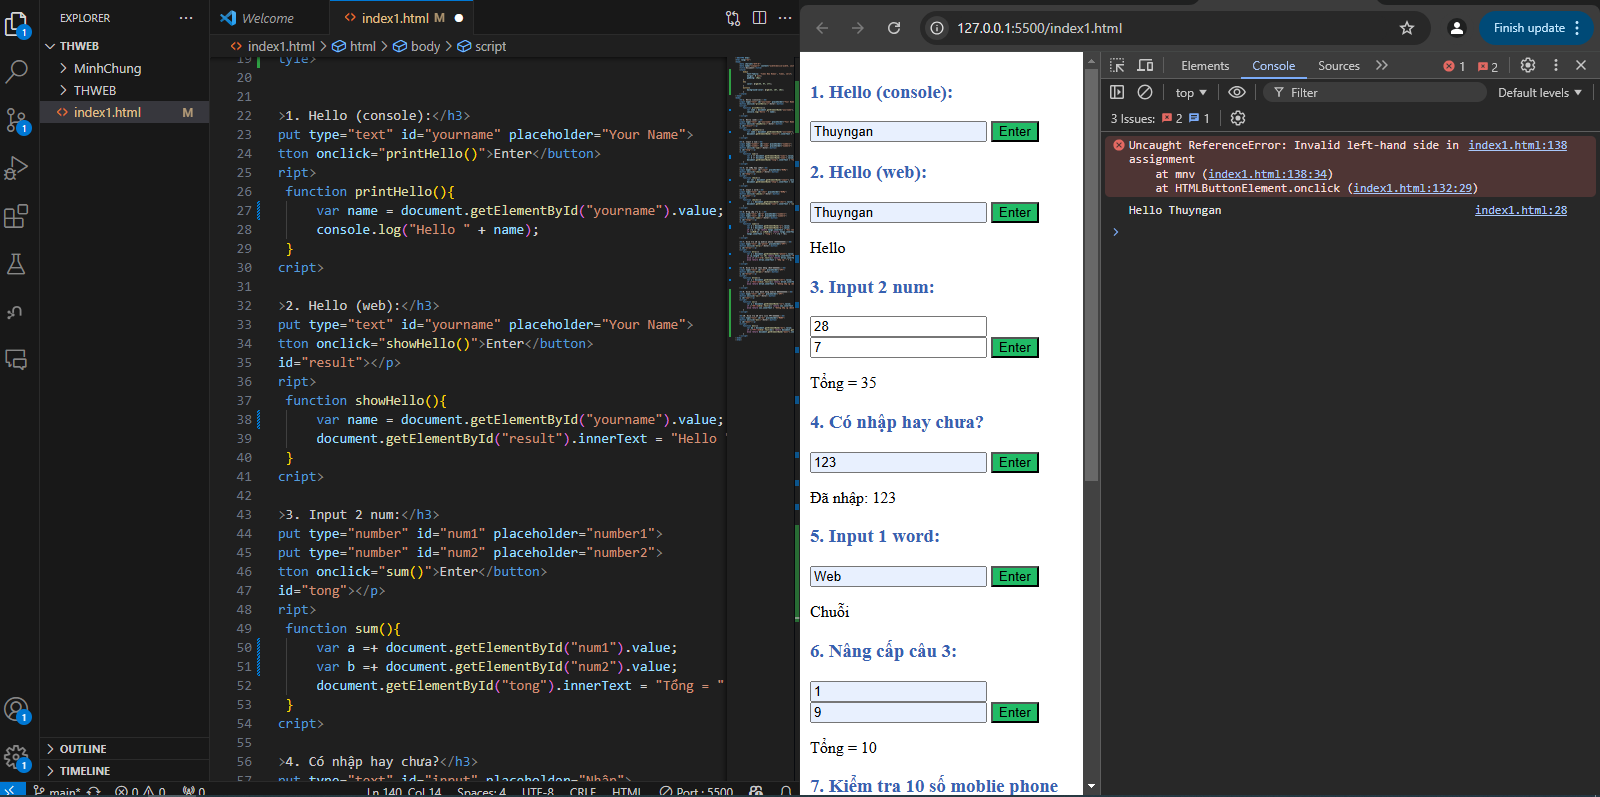 EXPLORER
THWEB
MinhChung
THWEB
index1.html M
OUTLINE
TIMELINE
Welcome
index1.html M
index1.html > html > body > script
19 tyle>
20
21
22 >1. Hello (console):</h3>
23 put type="text" id="yourname" placeholder="Your Name">
24 tton onclick="printHello()">Enter</button>
25 ript>
26 function printHello(){
27 var name = document.getElementById("yourname").value;
28 console.log("Hello " + name);
29 }
30 cript>
31
32 >2. Hello (web):</h3>
33 put type="text" id="yourname" placeholder="Your Name">
34 tton onclick="showHello()">Enter</button>
35 id="result"></p>
36 ript>
37 function showHello(){
38 var name = document.getElementById("yourname").value;
39 document.getElementById("result").innerText = "Hello "
40 }
41 cript>
42
43 >3. Input 2 num:</h3>
44 put type="number" id="num1" placeholder="number1">
45 put type="number" id="num2" placeholder="number2">
46 tton onclick="sum()">Enter</button>
47 id="tong"></p>
48 ript>
49 function sum(){
50 var a =+ document.getElementById("num1").value;
51 var b =+ document.getElementById("num2").value;
52 document.getElementById("tong").innerText = "Tổng = "
53 }
54 cript>
55
56 >4. Có nhập hay chưa?</h3>
57 put type="text" id="input" placeholder="Nhập">
main* 0 0 0 Ln 140, Col 14 Spaces: 4 UTF-8 CRLF HTML Port : 5500
127.0.0.1:5500/index1.html
Finish update
1. Hello (console):
Thuyngan Enter
2. Hello (web):
Thuyngan Enter
Hello
3. Input 2 num:
28
7 Enter
Tổng = 35
4. Có nhập hay chưa?
123 Enter
Đã nhập: 123
5. Input 1 word:
Web Enter
Chuỗi
6. Nâng cấp câu 3:
1
9 Enter
Tổng = 10
7. Kiểm tra 10 số moblie phone
Elements Console Sources 1 2
top Filter Default levels
3 Issues: 2 1
Uncaught ReferenceError: Invalid left-hand side in index1.html:138
assignment
at mnv (index1.html:138:34)
at HTMLButtonElement.onclick (index1.html:132:29)
Hello Thuyngan index1.html:28